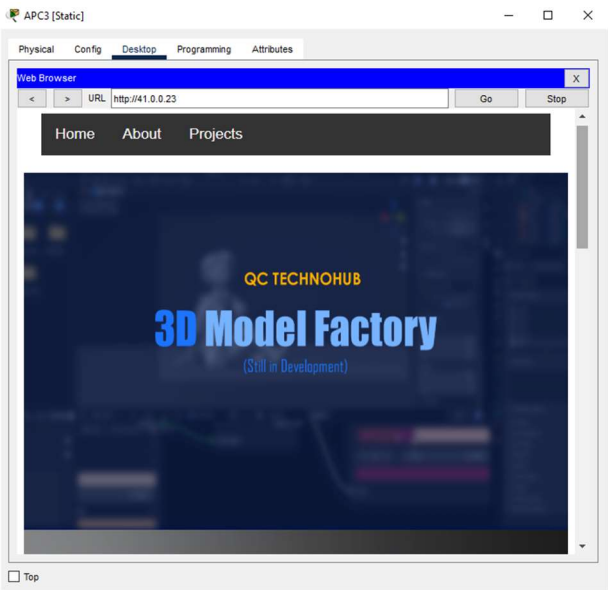 APC3 [Static]
Physical Config Desktop Programming Attributes
Web Browser X
< > URL http://41.0.0.23 Go Stop
Home About Projects
QC TECHNOHUB
3D Model Factory
(Still in Development)
Top